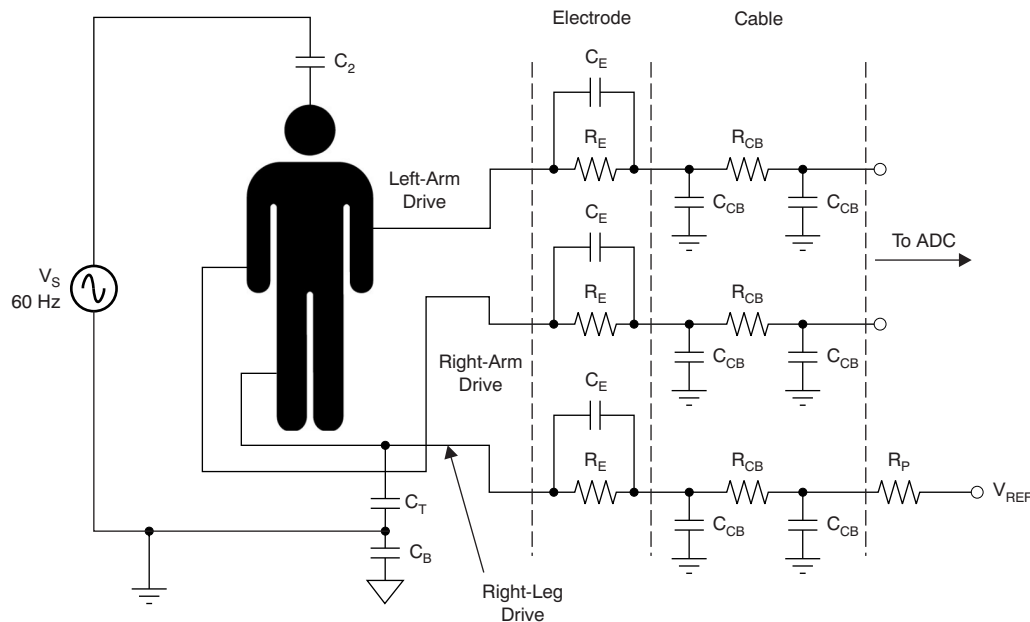 Electrode
Cable
C2
CE
RE
RCB
CCB
CCB
Left-Arm
Drive
To ADC
VS
60 Hz
CE
RE
RCB
CCB
CCB
Right-Arm
Drive
CE
RE
RCB
RP
VREF
CCB
CCB
CT
CB
Right-Leg
Drive